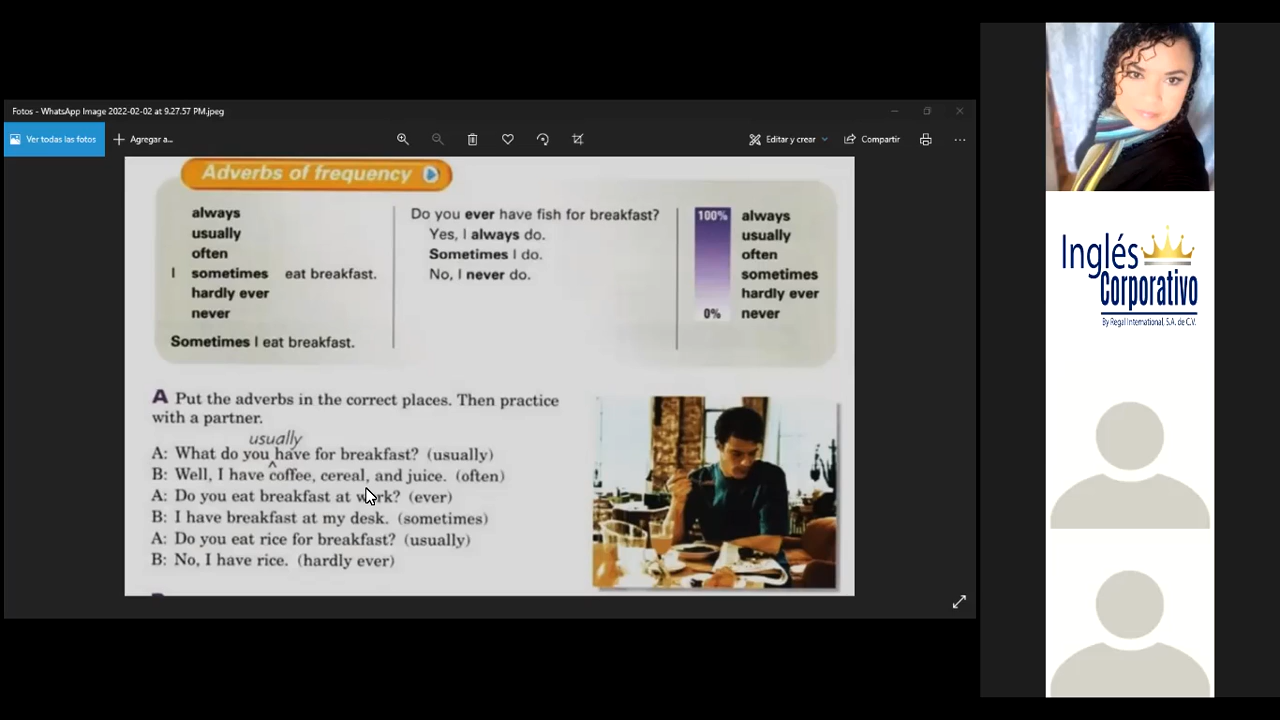 Fotos - WhatsApp Image 2022-02-02 at 9.27.57 PM.jpeg
Ver todas las fotos
Agregar a...
Editar y crear
Compartir
Adverbs of frequency
always
usually
often
I sometimes eat breakfast.
hardly ever
never
Sometimes I eat breakfast.
Do you ever have fish for breakfast?
Yes, I always do.
Sometimes I do.
No, I never do.
100% always
usually
often
sometimes
hardly ever
0% never
A Put the adverbs in the correct places. Then practice
with a partner.
usually
A: What do you have for breakfast? (usually)
B: Well, I have coffee, cereal, and juice. (often)
A: Do you eat breakfast at work? (ever)
B: I have breakfast at my desk. (sometimes)
A: Do you eat rice for breakfast? (usually)
B: No, I have rice. (hardly ever)
Inglés
Corporativo
By Regal International, S.A. de C.V.